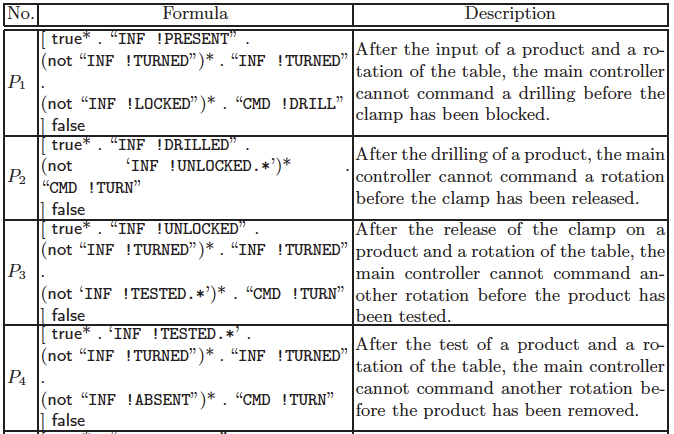 No. Formula Description
P1
[ true* . “INF !PRESENT” .
(not “INF !TURNED”)* . “INF !TURNED”
.
(not “INF !LOCKED”)* . “CMD !DRILL”
] false
After the input of a product and a ro-
tation of the table, the main controller
cannot command a drilling before the
clamp has been blocked.
P2
[ true* . “INF !DRILLED” .
(not ‘INF !UNLOCKED.*’)* .
“CMD !TURN”
] false
After the drilling of a product, the main
controller cannot command a rotation
before the clamp has been released.
P3
[ true* . “INF !UNLOCKED” .
(not “INF !TURNED”)* . “INF !TURNED”
.
(not ‘INF !TESTED.*’)* . “CMD !TURN”
] false
After the release of the clamp on a
product and a rotation of the table, the
main controller cannot command an-
other rotation before the product has
been tested.
P4
[ true* . ‘INF !TESTED.*’ .
(not “INF !TURNED”)* . “INF !TURNED”
.
(not “INF !ABSENT”)* . “CMD !TURN”
] false
After the test of a product and a ro-
tation of the table, the main controller
cannot command another rotation be-
fore the product has been removed.